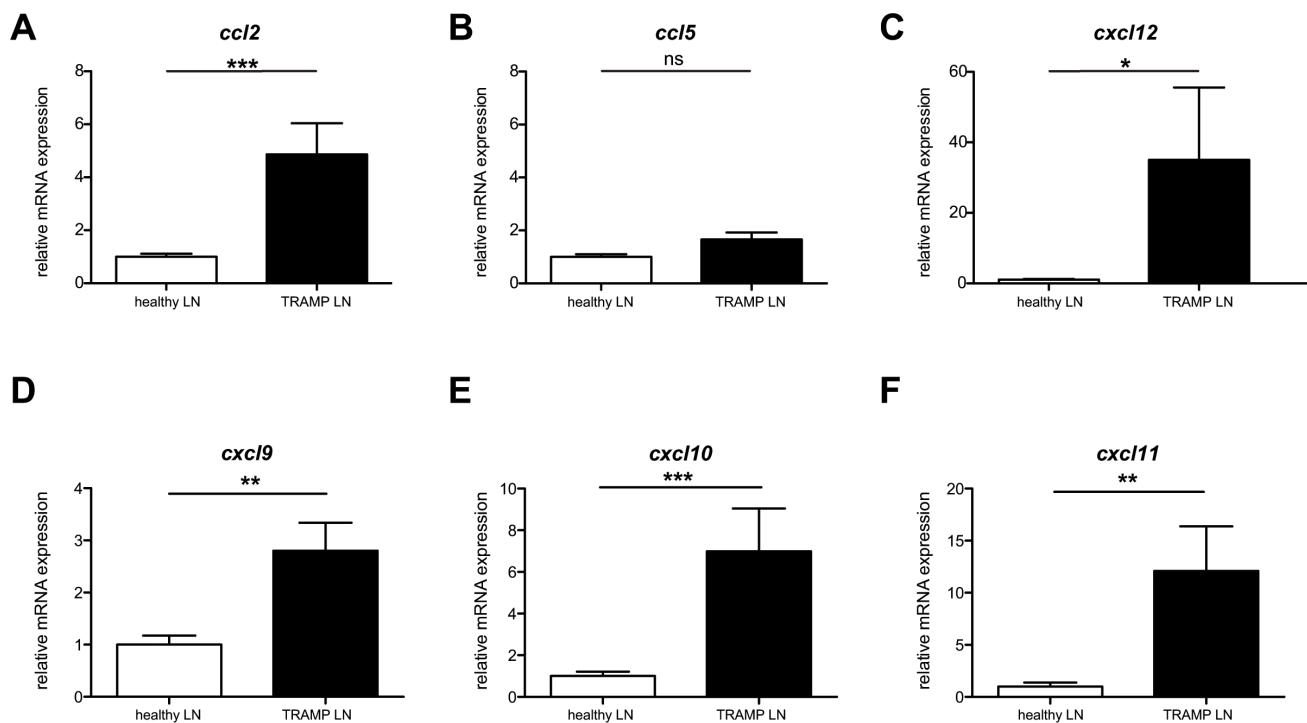 A
ccl2
***
8
6
4
2
0
relative mRNA expression
healthy LN TRAMP LN
B
ccl5
ns
8
6
4
2
0
relative mRNA expression
healthy LN TRAMP LN
C
cxcl12
*
60
40
20
0
relative mRNA expression
healthy LN TRAMP LN
D
cxcl9
**
4
3
2
1
0
relative mRNA expression
healthy LN TRAMP LN
E
cxcl10
***
10
8
6
4
2
0
relative mRNA expression
healthy LN TRAMP LN
F
cxcl11
**
20
15
10
5
0
relative mRNA expression
healthy LN TRAMP LN